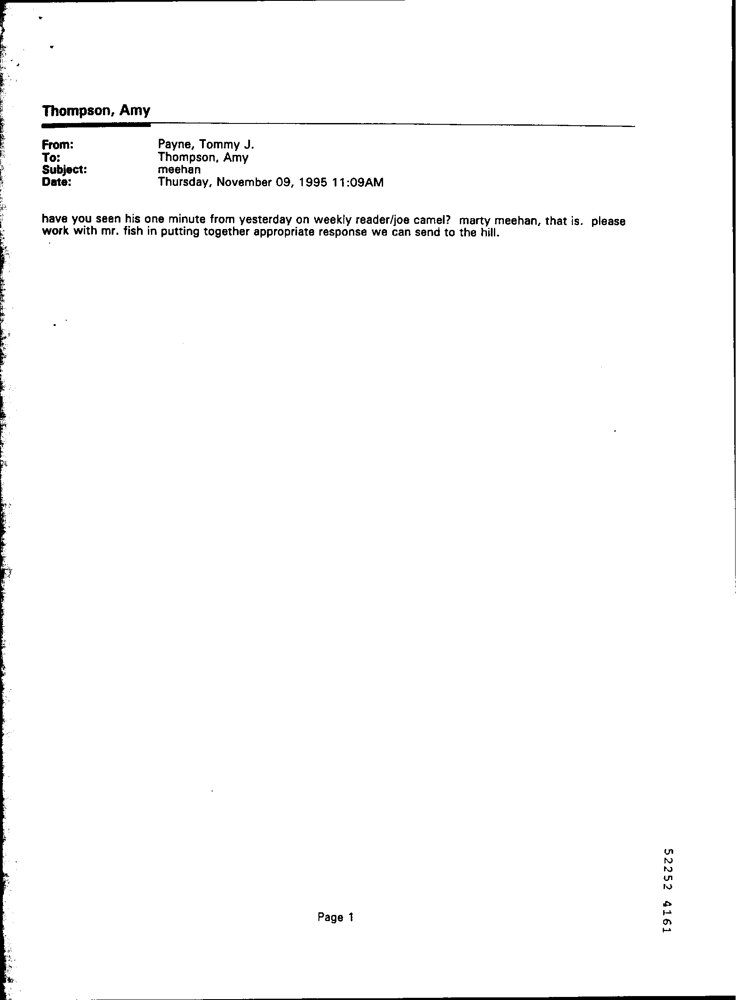 Thompson, Amy
From: Payne, Tommy J.
To: Thompson, Amy
Subject: meehan
Date: Thursday, November 09, 1995 11:09AM
have you seen his one minute from yesterday on weekly reader/joe camel? marty meehan, that is. please
work with mr. fish in putting together appropriate response we can send to the hill.
Page 1
52252 4161